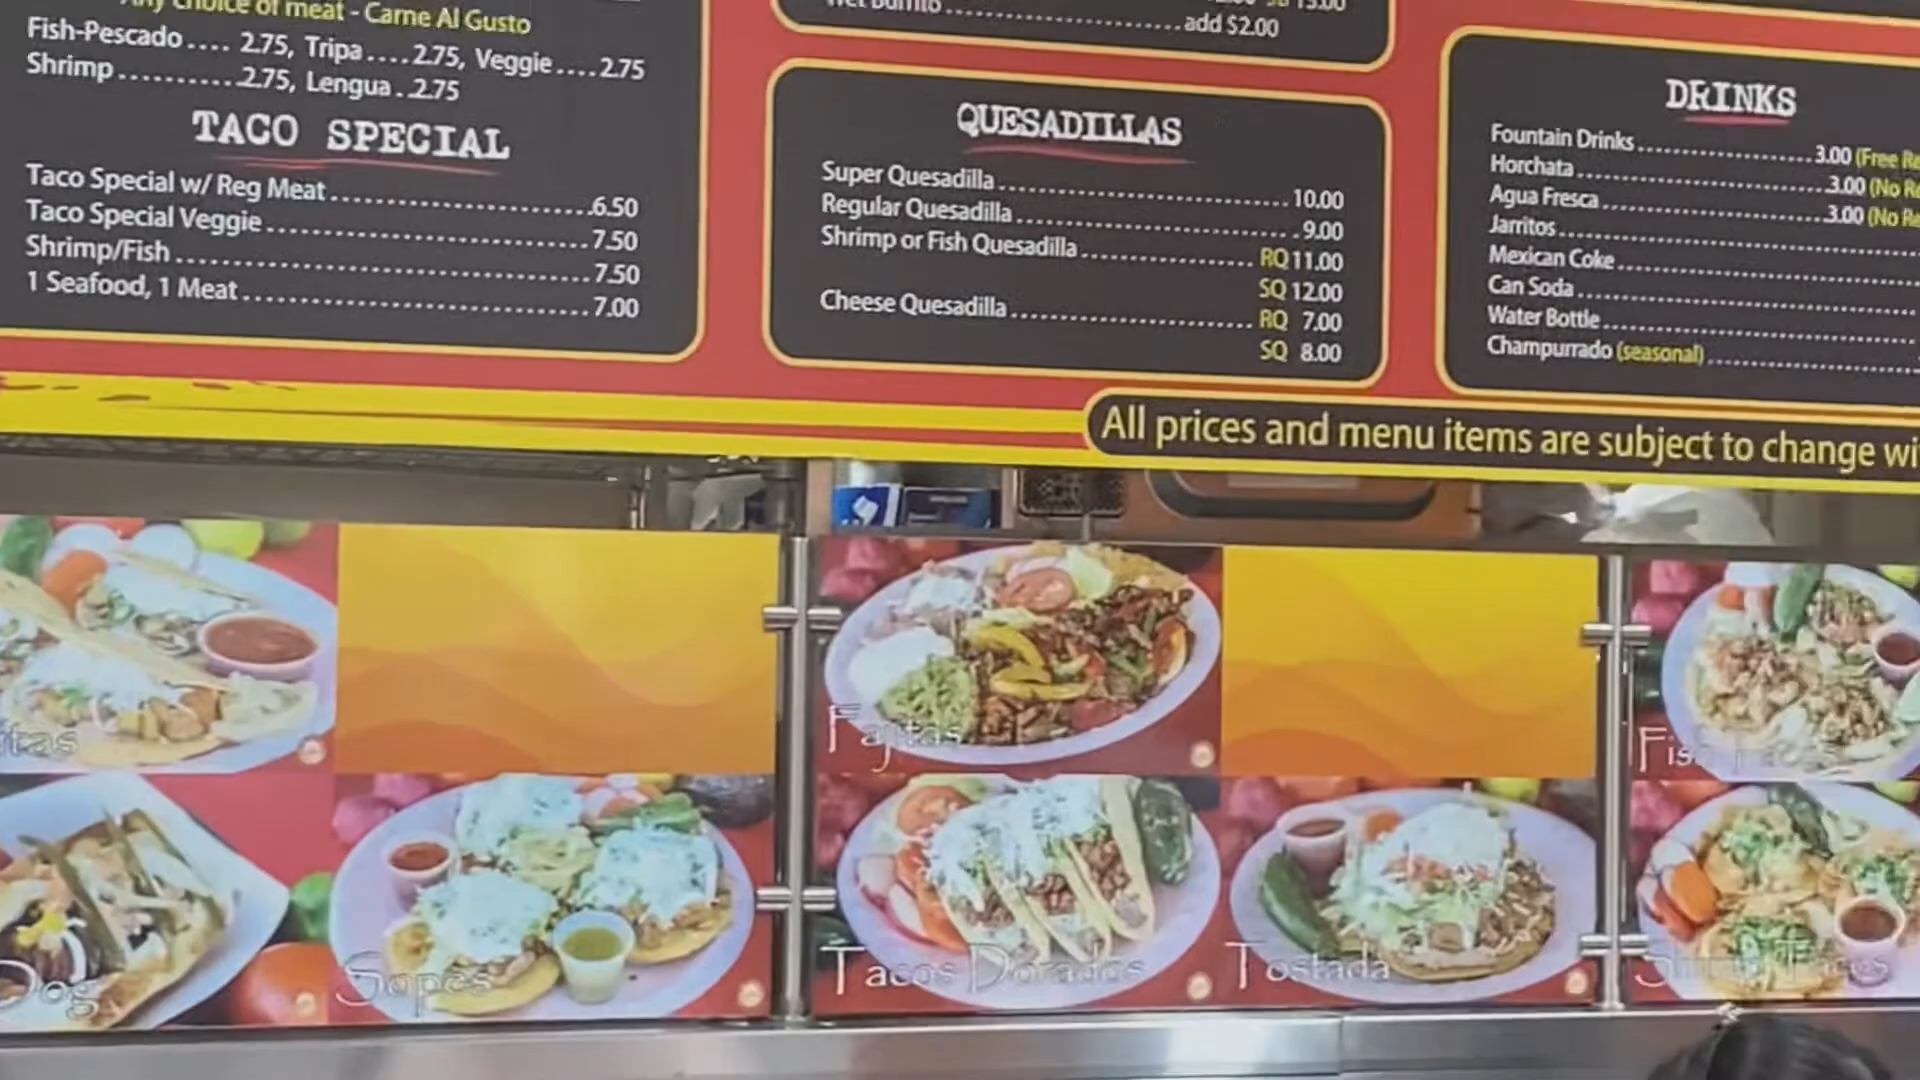 Any choice of meat - Carne Al Gusto
Fish-Pescado .... 2.75, Tripa .... 2.75, Veggie .... 2.75
Shrimp .......... 2.75, Lengua .. 2.75
TACO SPECIAL
Taco Special w/ Reg Meat ........ 6.50
Taco Special Veggie ........ 7.50
Shrimp/Fish ........ 7.50
1 Seafood, 1 Meat ........ 7.00
Wet Burrito ........ add $2.00
QUESADILLAS
Super Quesadilla ........ 10.00
Regular Quesadilla ........ 9.00
Shrimp or Fish Quesadilla ........ RQ 11.00
SQ 12.00
Cheese Quesadilla ........ RQ 7.00
SQ 8.00
DRINKS
Fountain Drinks ........ 3.00 (Free Re
Horchata ........ 3.00 (No Re
Agua Fresca ........ 3.00 (No Re
Jarritos ........
Mexican Coke ........
Can Soda ........
Water Bottle ........
Champurrado (seasonal) ........
All prices and menu items are subject to change wi
Fajitas
Dog
Sopes
Tacos Dorados
Tostada